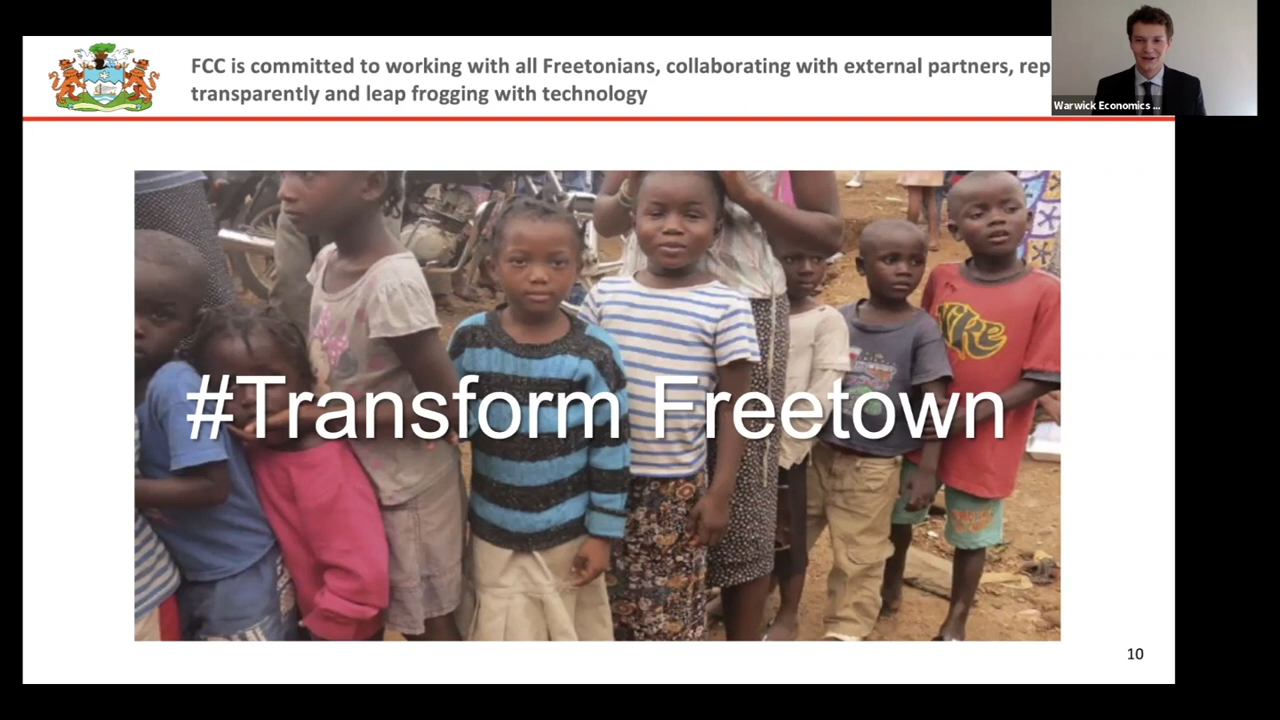 FCC is committed to working with all Freetonians, collaborating with external partners, rep
transparently and leap frogging with technology
Warwick Economics ...
Nike
#Transform Freetown
10